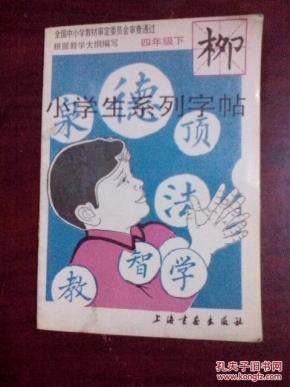 全国中小学教材审定委员会审查通过
根据教学大纲编写 四年级下
柳
小学生系列字帖
泉 德 顶
法
教 智 学
上海书画出版社
孔夫子旧书网